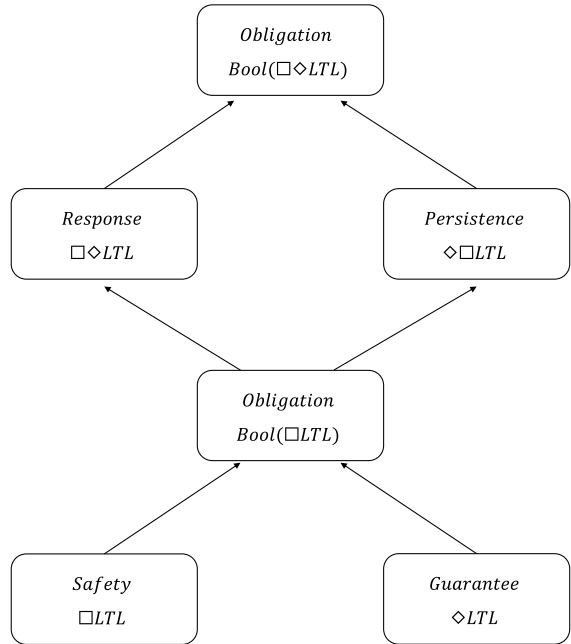 Obligation
Bool(□◇LTL)
Response
□◇LTL
Persistence
◇□LTL
Obligation
Bool(□LTL)
Safety
□LTL
Guarantee
◇LTL